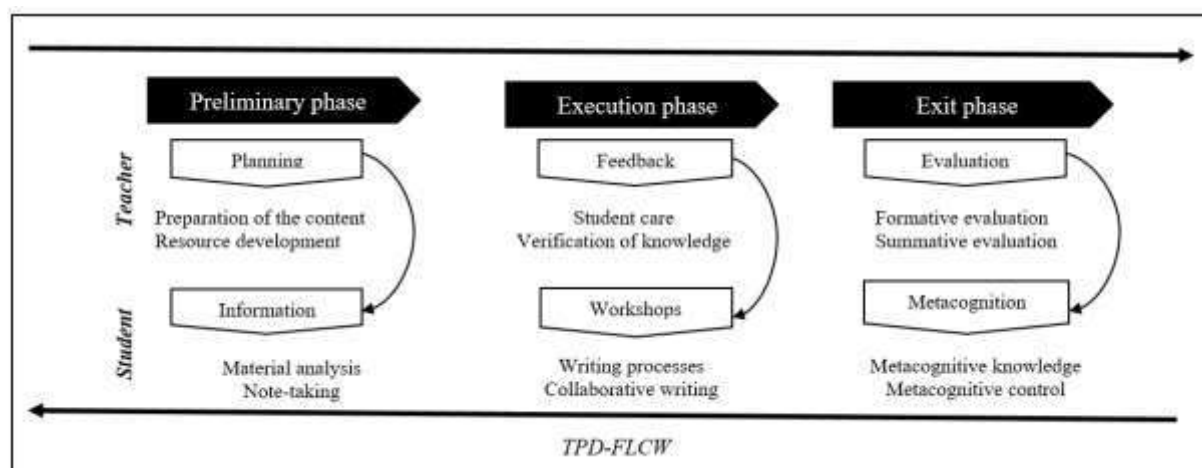 Preliminary phase
Execution phase
Exit phase
Teacher
Planning
Feedback
Evaluation
Preparation of the content
Resource development
Student care
Verification of knowledge
Formative evaluation
Summative evaluation
Student
Information
Workshops
Metacognition
Material analysis
Note-taking
Writing processes
Collaborative writing
Metacognitive knowledge
Metacognitive control
TPD-FLCW